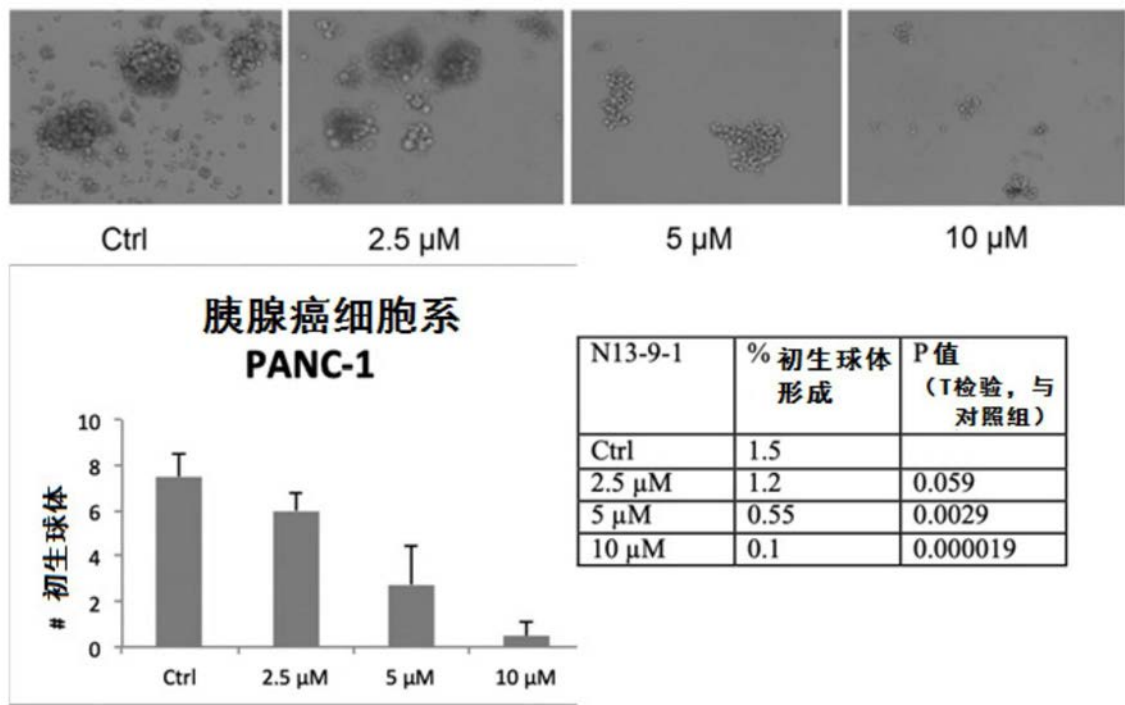 Ctrl
2.5 μM
5 μM
10 μM
胰腺癌细胞系
PANC-1
# 初生球体
10
8
6
4
2
0
Ctrl
2.5 μM
5 μM
10 μM
N13-9-1
% 初生球体
形成
P 值
（T检验，与
对照组）
Ctrl
1.5
2.5 μM
1.2
0.059
5 μM
0.55
0.0029
10 μM
0.1
0.000019